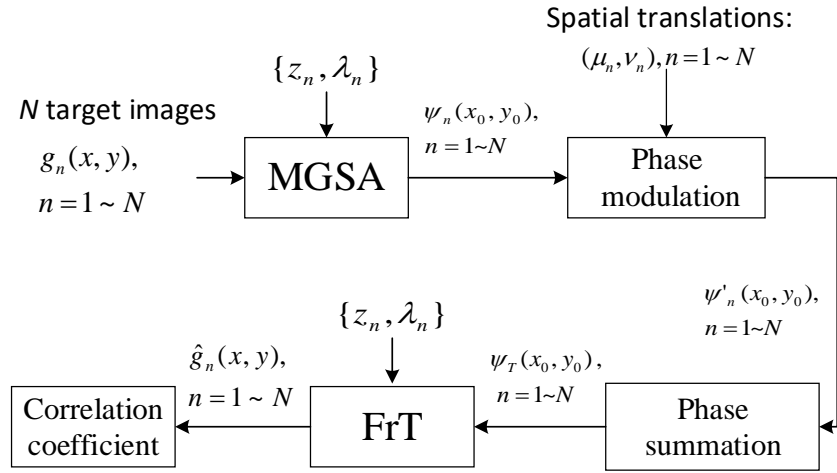 Spatial translations:
(μ_n, ν_n), n = 1 ~ N
{z_n, λ_n}
N target images
g_n(x, y),
n = 1 ~ N
MGSA
ψ_n(x_0, y_0),
n = 1~N
Phase
modulation
ψ'_n(x_0, y_0),
n = 1~N
{z_n, λ_n}
ĝ_n(x, y),
n = 1 ~ N
ψ_T(x_0, y_0),
n = 1~N
Correlation
coefficient
FrT
Phase
summation